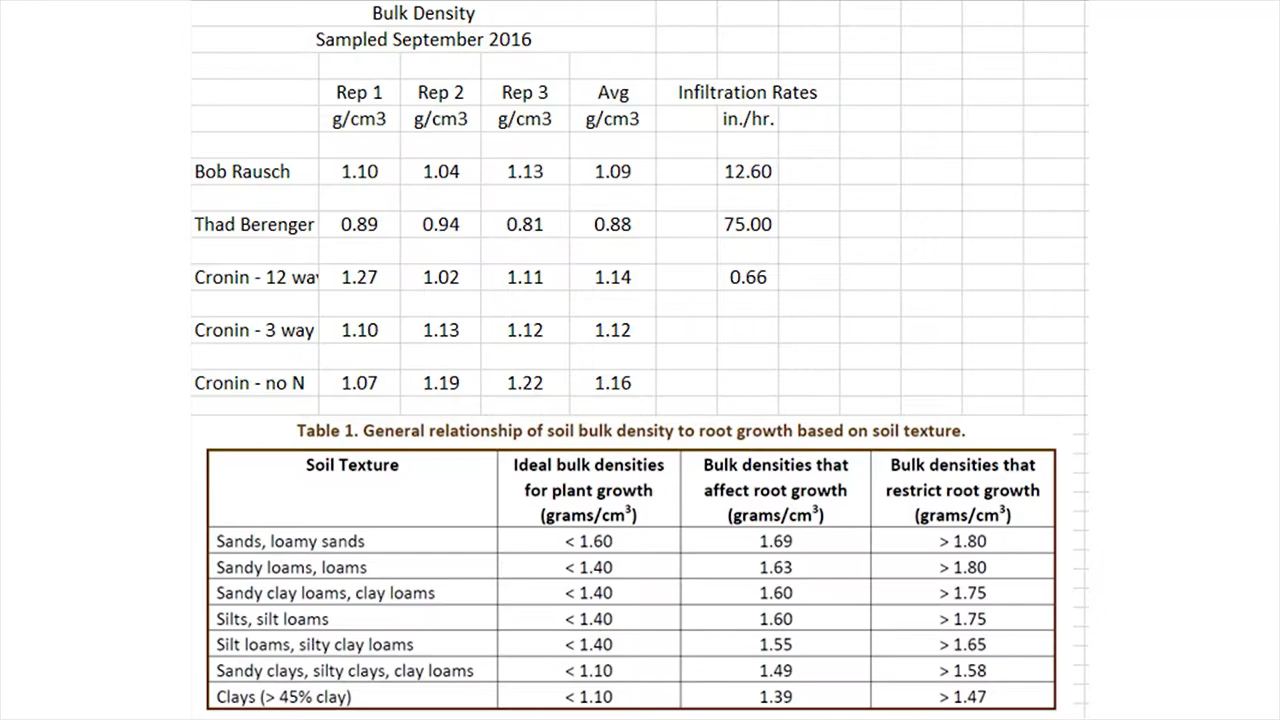 Bulk Density
Sampled September 2016
Rep 1 Rep 2 Rep 3 Avg Infiltration Rates
g/cm3 g/cm3 g/cm3 g/cm3 in./hr.
Bob Rausch 1.10 1.04 1.13 1.09 12.60
Thad Berenger 0.89 0.94 0.81 0.88 75.00
Cronin - 12 way 1.27 1.02 1.11 1.14 0.66
Cronin - 3 way 1.10 1.13 1.12 1.12
Cronin - no N 1.07 1.19 1.22 1.16
Table 1. General relationship of soil bulk density to root growth based on soil texture.
Soil Texture Ideal bulk densities Bulk densities that Bulk densities that
for plant growth affect root growth restrict root growth
(grams/cm³) (grams/cm³) (grams/cm³)
Sands, loamy sands < 1.60 1.69 > 1.80
Sandy loams, loams < 1.40 1.63 > 1.80
Sandy clay loams, clay loams < 1.40 1.60 > 1.75
Silts, silt loams < 1.40 1.60 > 1.75
Silt loams, silty clay loams < 1.40 1.55 > 1.65
Sandy clays, silty clays, clay loams < 1.10 1.49 > 1.58
Clays (> 45% clay) < 1.10 1.39 > 1.47